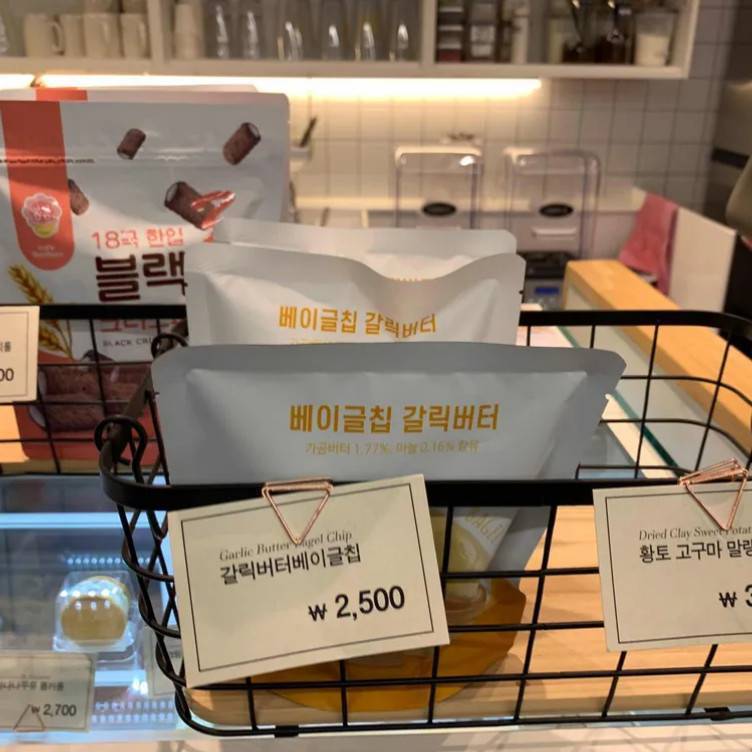 18곡 한입
블랙
BLACK
베이글칩 갈릭버터
베이글칩 갈릭버터
가공버터 1.77%, 마늘 0.16% 함유
Garlic Butter Bagel Chip
갈릭버터베이글칩
₩ 2,500
Dried Clay Sweet
황토 고구마 말랭
₩ 3
00
₩ 2,700